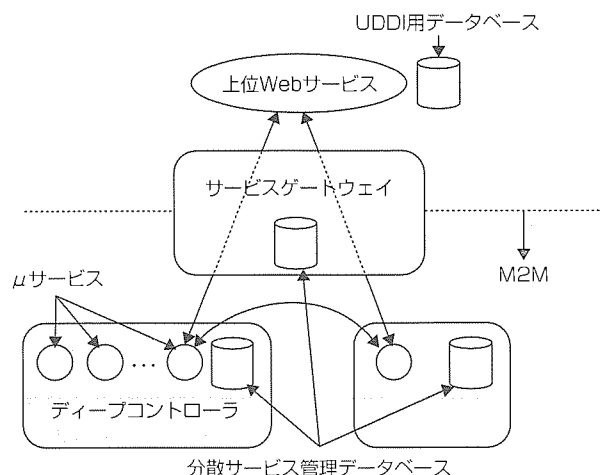 UDDI用データベース
上位Webサービス
サービスゲートウェイ
μサービス
M2M
...
ディープコントローラ
分散サービス管理データベース